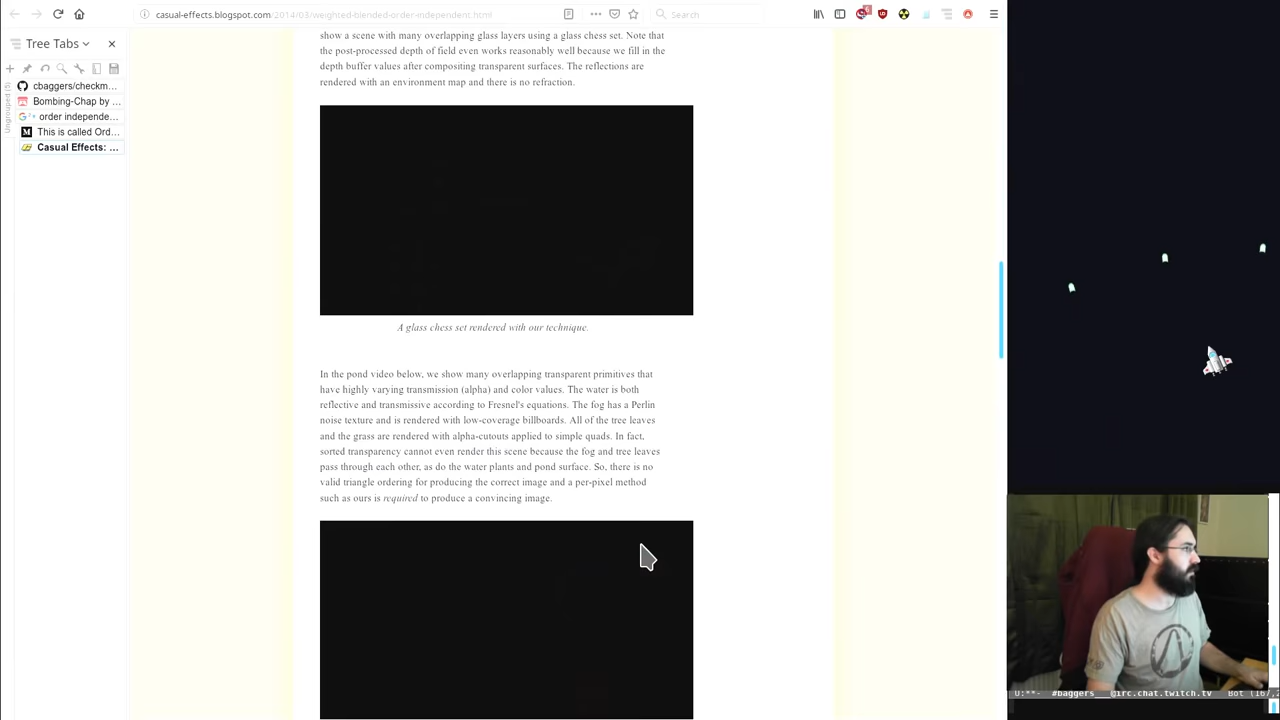 casual-effects.blogspot.com/2014/03/weighted-blended-order-independent.html
Search
Tree Tabs
Ungrouped (5)
cbaggers/checkm...
Bombing-Chap by ...
order independe...
This is called Ord...
Casual Effects: ...
show a scene with many overlapping glass layers using a glass chess set. Note that
the post-processed depth of field even works reasonably well because we fill in the
depth buffer values after compositing transparent surfaces. The reflections are
rendered with an environment map and there is no refraction.
A glass chess set rendered with our technique.
In the pond video below, we show many overlapping transparent primitives that
have highly varying transmission (alpha) and color values. The water is both
reflective and transmissive according to Fresnel's equations. The fog has a Perlin
noise texture and is rendered with low-coverage billboards. All of the tree leaves
and the grass are rendered with alpha-cutouts applied to simple quads. In fact,
sorted transparency cannot even render this scene because the fog and tree leaves
pass through each other, as do the water plants and pond surface. So, there is no
valid triangle ordering for producing the correct image and a per-pixel method
such as ours is required to produce a convincing image.
U:**- #baggers___@irc.chat.twitch.tv Bot